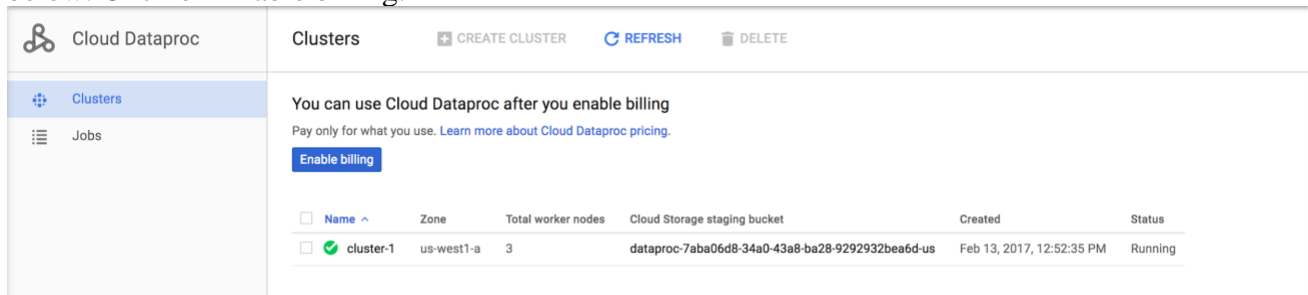 Cloud Dataproc
Clusters
CREATE CLUSTER
REFRESH
DELETE
Clusters
Jobs
You can use Cloud Dataproc after you enable billing
Pay only for what you use. Learn more about Cloud Dataproc pricing.
Enable billing
Name Zone Total worker nodes Cloud Storage staging bucket Created Status
cluster-1 us-west1-a 3 dataproc-7aba06d8-34a0-43a8-ba28-9292932bea6d-us Feb 13, 2017, 12:52:35 PM Running